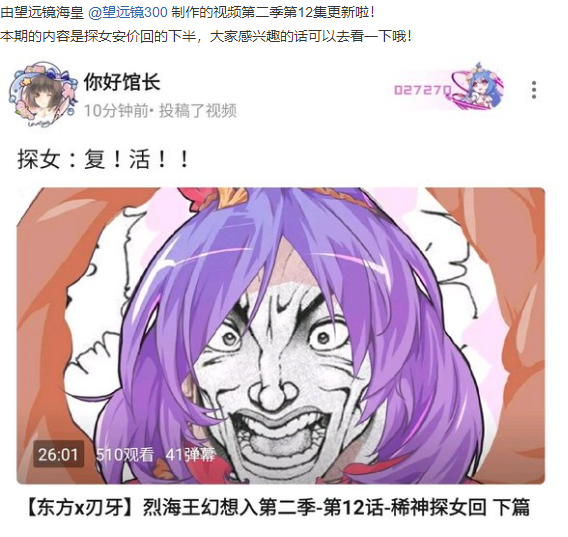 由望远镜海皇 @望远镜300 制作的视频第二季第12集更新啦！
本期的内容是探女安价回的下半，大家感兴趣的话可以去看一下哦！
你好馆长
10分钟前· 投稿了视频
027270
探女：复！活！！
26:01 510观看 41弹幕
【东方x刃牙】烈海王幻想入第二季-第12话-稀神探女回 下篇